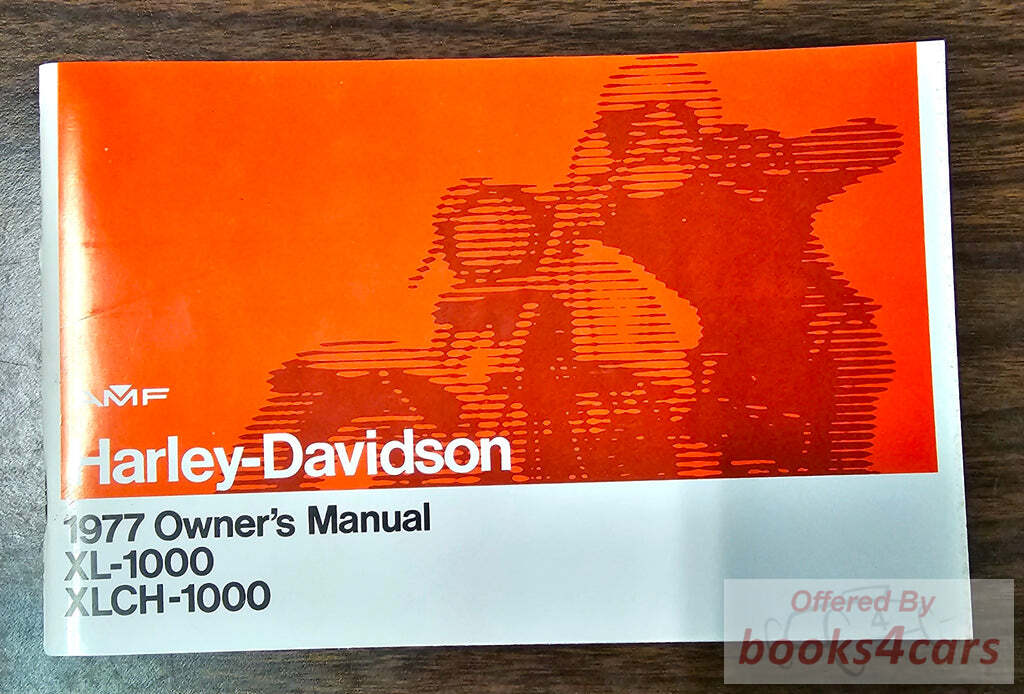 AMF
Harley-Davidson
1977 Owner's Manual
XL-1000
XLCH-1000
Offered By
books4cars